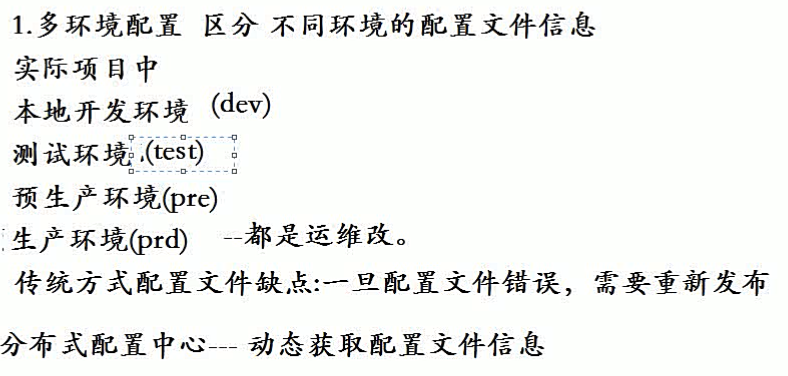 1.多环境配置 区分 不同环境的配置文件信息
实际项目中
本地开发环境 (dev)
测试环境 (test)
预生产环境(pre)
生产环境(prd) --都是运维改。
传统方式配置文件缺点:一旦配置文件错误，需要重新发布
分布式配置中心--- 动态获取配置文件信息